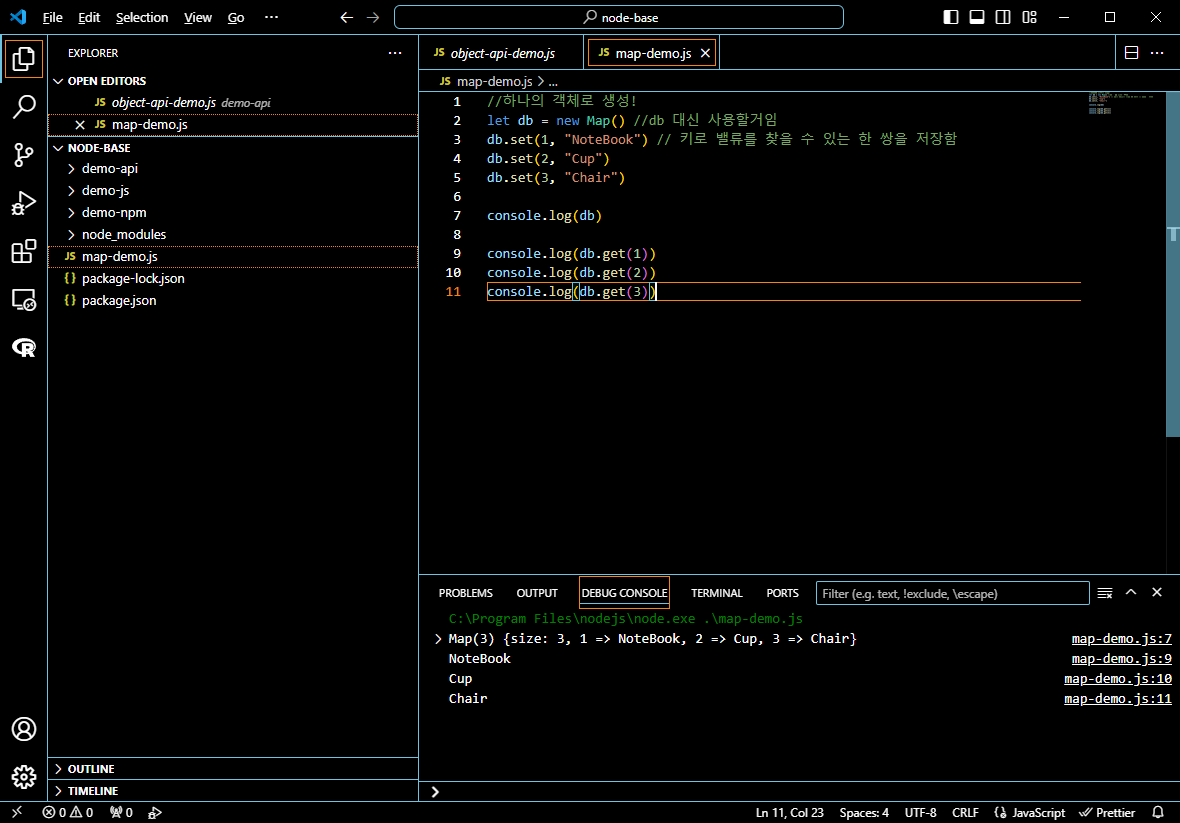 File Edit Selection View Go ··· node-base
EXPLORER ···
OPEN EDITORS
JS object-api-demo.js demo-api
JS map-demo.js
NODE-BASE
demo-api
demo-js
demo-npm
node_modules
JS map-demo.js
{} package-lock.json
{} package.json
OUTLINE
TIMELINE
JS object-api-demo.js JS map-demo.js
JS map-demo.js > ...
1 //하나의 객체로 생성!
2 let db = new Map() //db 대신 사용할거임
3 db.set(1, "NoteBook") // 키로 밸류를 찾을 수 있는 한 쌍을 저장함
4 db.set(2, "Cup")
5 db.set(3, "Chair")
6
7 console.log(db)
8
9 console.log(db.get(1))
10 console.log(db.get(2))
11 console.log(db.get(3))
PROBLEMS OUTPUT DEBUG CONSOLE TERMINAL PORTS Filter (e.g. text, !exclude, \escape)
C:\Program Files\nodejs\node.exe .\map-demo.js
> Map(3) {size: 3, 1 => NoteBook, 2 => Cup, 3 => Chair} map-demo.js:7
NoteBook map-demo.js:9
Cup map-demo.js:10
Chair map-demo.js:11
>
0 0 0 Ln 11, Col 23 Spaces: 4 UTF-8 CRLF {} JavaScript Prettier